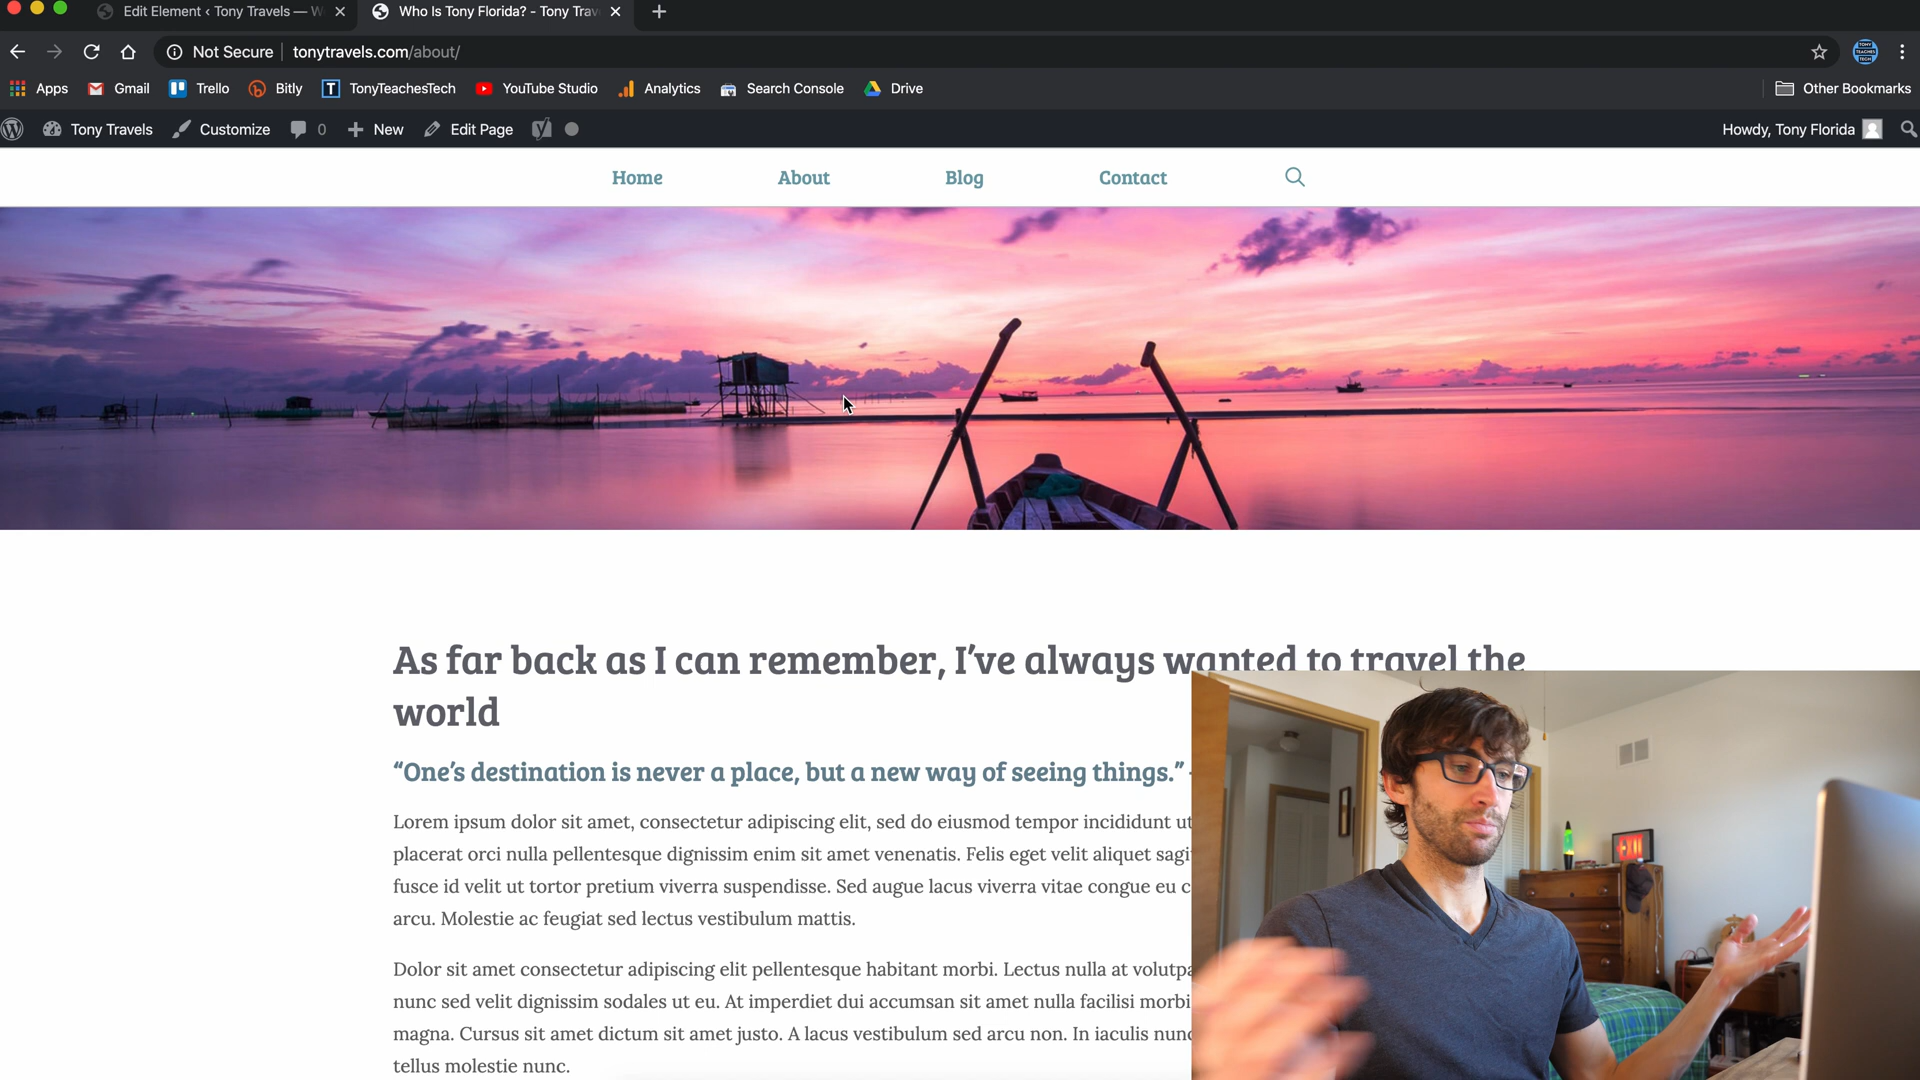 Edit Element ‹ Tony Travels — W
Who Is Tony Florida? - Tony Trav
Not Secure tonytravels.com/about/
Apps Gmail Trello Bitly TonyTeachesTech YouTube Studio Analytics Search Console Drive Other Bookmarks
Tony Travels Customize 0 New Edit Page Howdy, Tony Florida
Home About Blog Contact
As far back as I can remember, I’ve always wanted to travel the
world
“One’s destination is never a place, but a new way of seeing things.”
Lorem ipsum dolor sit amet, consectetur adipiscing elit, sed do eiusmod tempor incididunt ut
placerat orci nulla pellentesque dignissim enim sit amet venenatis. Felis eget velit aliquet sagi
fusce id velit ut tortor pretium viverra suspendisse. Sed augue lacus viverra vitae congue eu c
arcu. Molestie ac feugiat sed lectus vestibulum mattis.
Dolor sit amet consectetur adipiscing elit pellentesque habitant morbi. Lectus nulla at volutpa
nunc sed velit dignissim sodales ut eu. At imperdiet dui accumsan sit amet nulla facilisi morbi
magna. Cursus sit amet dictum sit amet justo. A lacus vestibulum sed arcu non. In iaculis nunc
tellus molestie nunc.